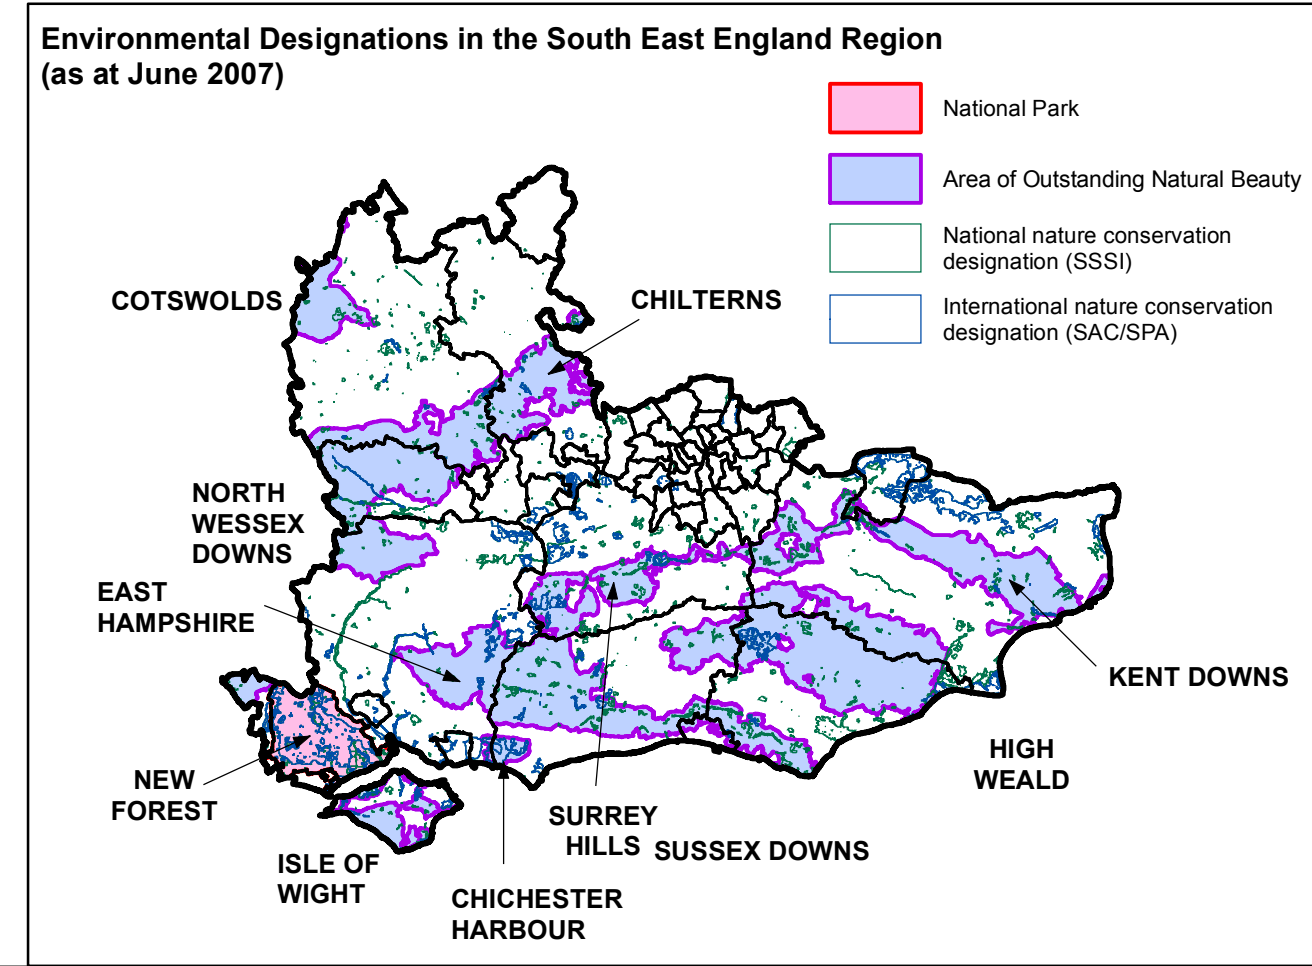 Environmental Designations in the South East England Region
(as at June 2007)
National Park
Area of Outstanding Natural Beauty
National nature conservation
designation (SSSI)
International nature conservation
designation (SAC/SPA)
COTSWOLDS
CHILTERNS
NORTH
WESSEX
DOWNS
EAST
HAMPSHIRE
KENT DOWNS
HIGH
WEALD
NEW
FOREST
SURREY
HILLS
SUSSEX DOWNS
ISLE OF
WIGHT
CHICHESTER
HARBOUR